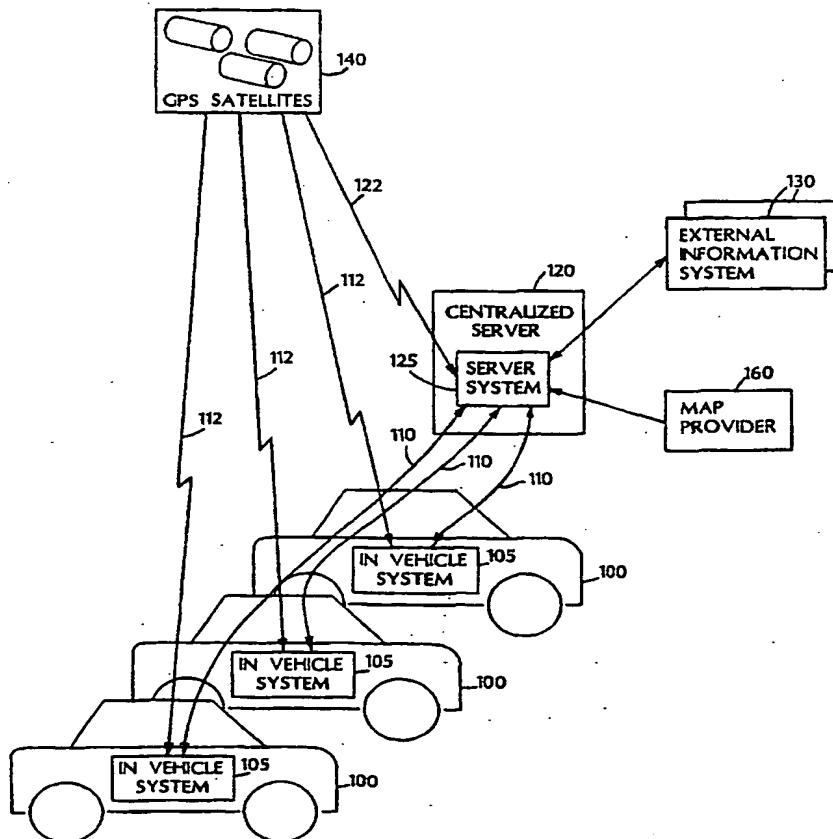 140
GPS SATELLITES
122
130
EXTERNAL
INFORMATION
SYSTEM
120
112
CENTRALIZED
SERVER
125
SERVER
SYSTEM
112
160
MAP
PROVIDER
112
110
110
110
IN VEHICLE
SYSTEM
105
100
IN VEHICLE
SYSTEM
105
100
IN VEHICLE
SYSTEM
105
100